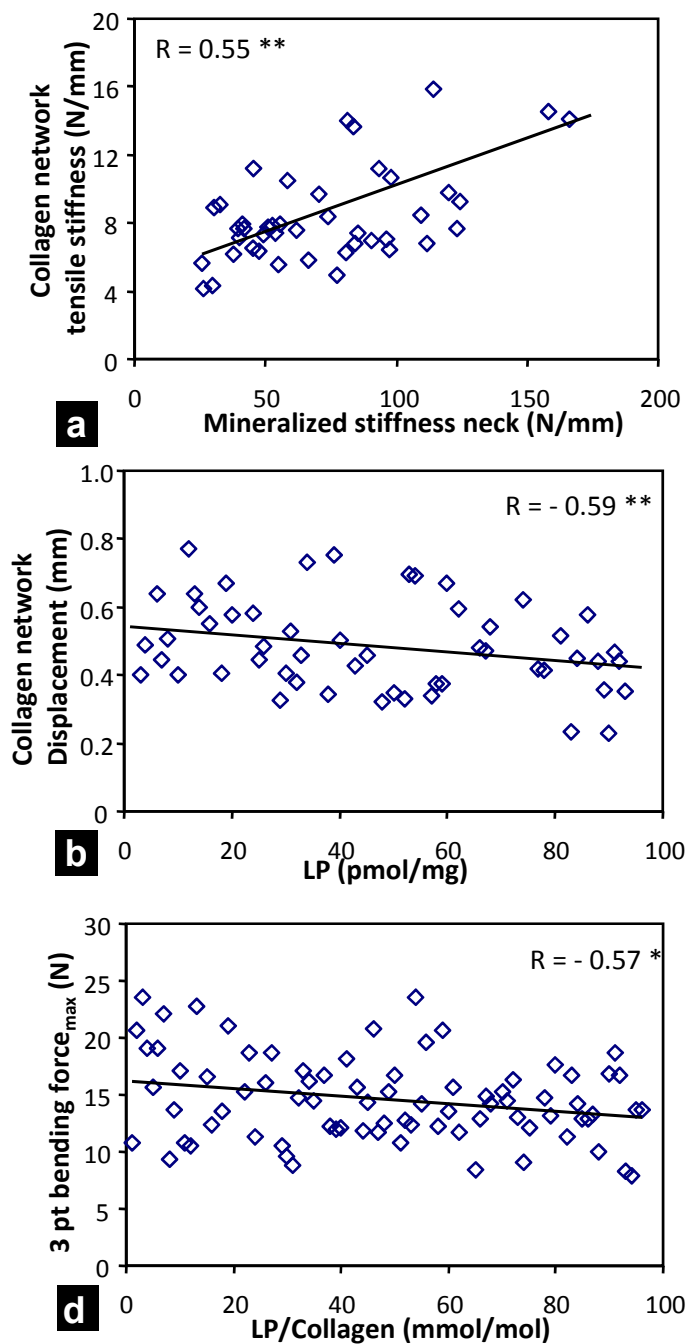 20
16
12
8
4
0
R = 0.55 **
Collagen network
tensile stiffness (N/mm)
0 50 100 150 200
Mineralized stiffness neck (N/mm)
a
1.0
0.8
0.6
0.4
0.2
0
R = - 0.59 **
Collagen network
Displacement (mm)
0 20 40 60 80 100
LP (pmol/mg)
b
30
25
20
15
10
5
0
R = - 0.57 *
3 pt bending forcemax (N)
0 20 40 60 80 100
LP/Collagen (mmol/mol)
d